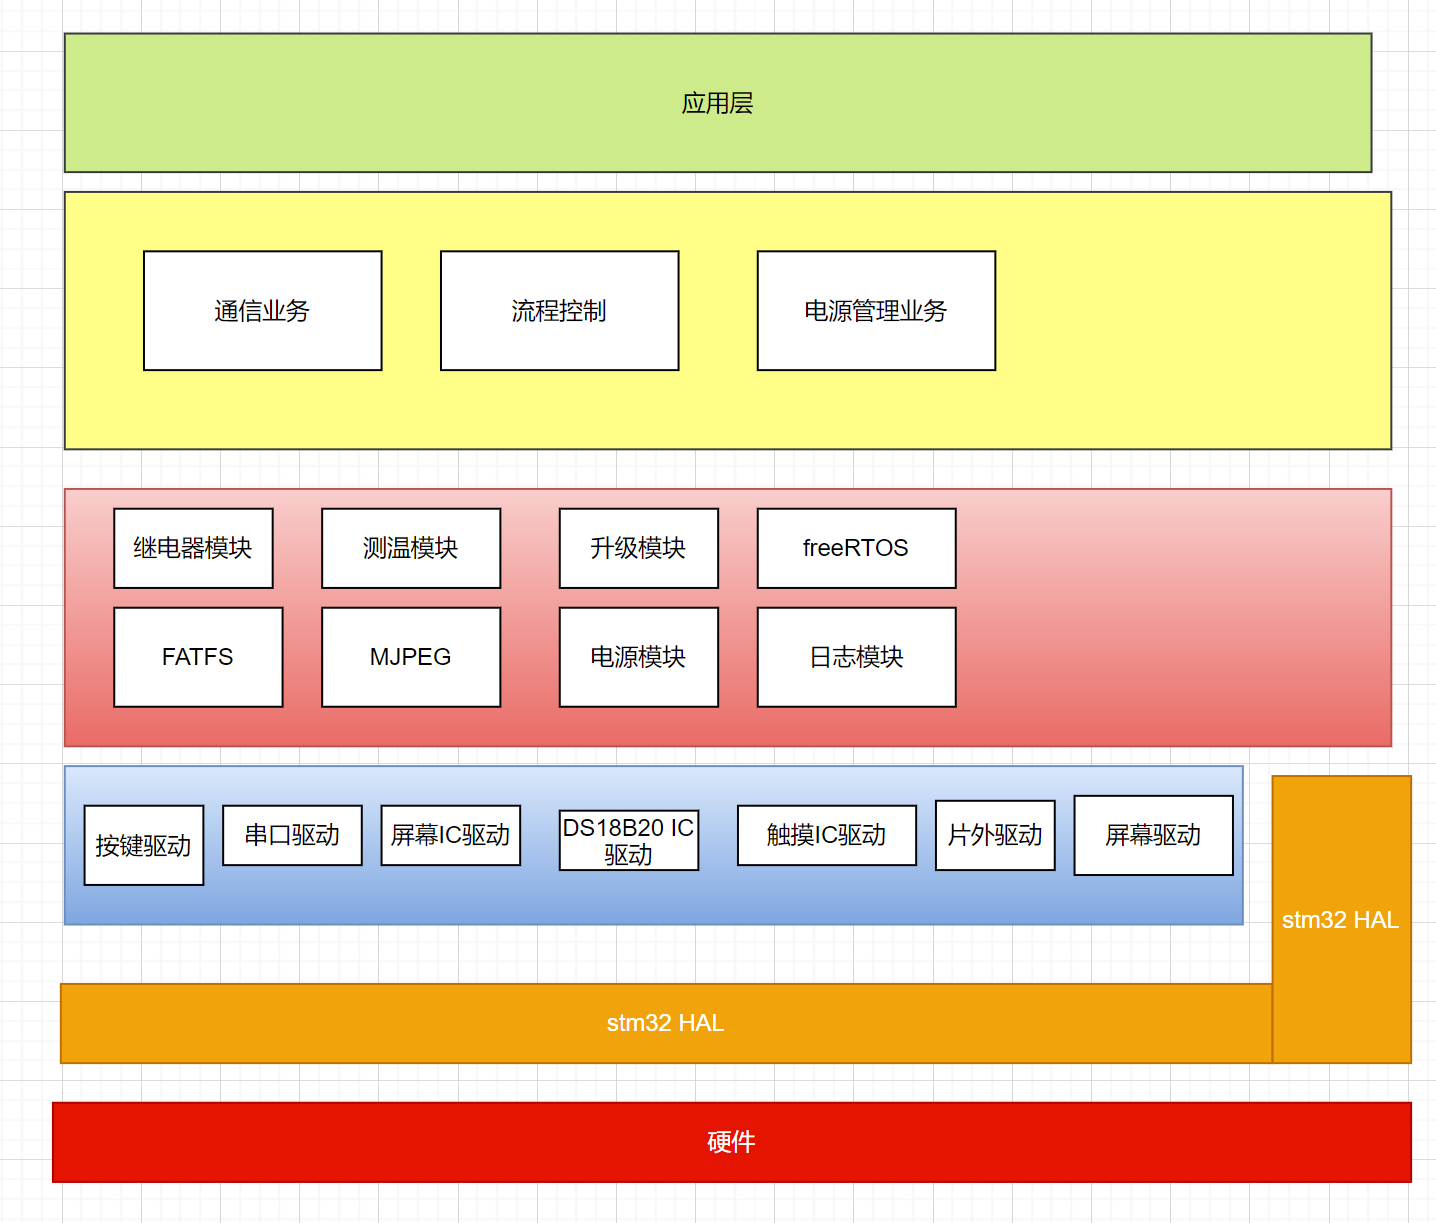 应用层
通信业务
流程控制
电源管理业务
继电器模块
测温模块
升级模块
freeRTOS
FATFS
MJPEG
电源模块
日志模块
按键驱动
串口驱动
屏幕IC驱动
DS18B20 IC
驱动
触摸IC驱动
片外驱动
屏幕驱动
stm32 HAL
stm32 HAL
硬件